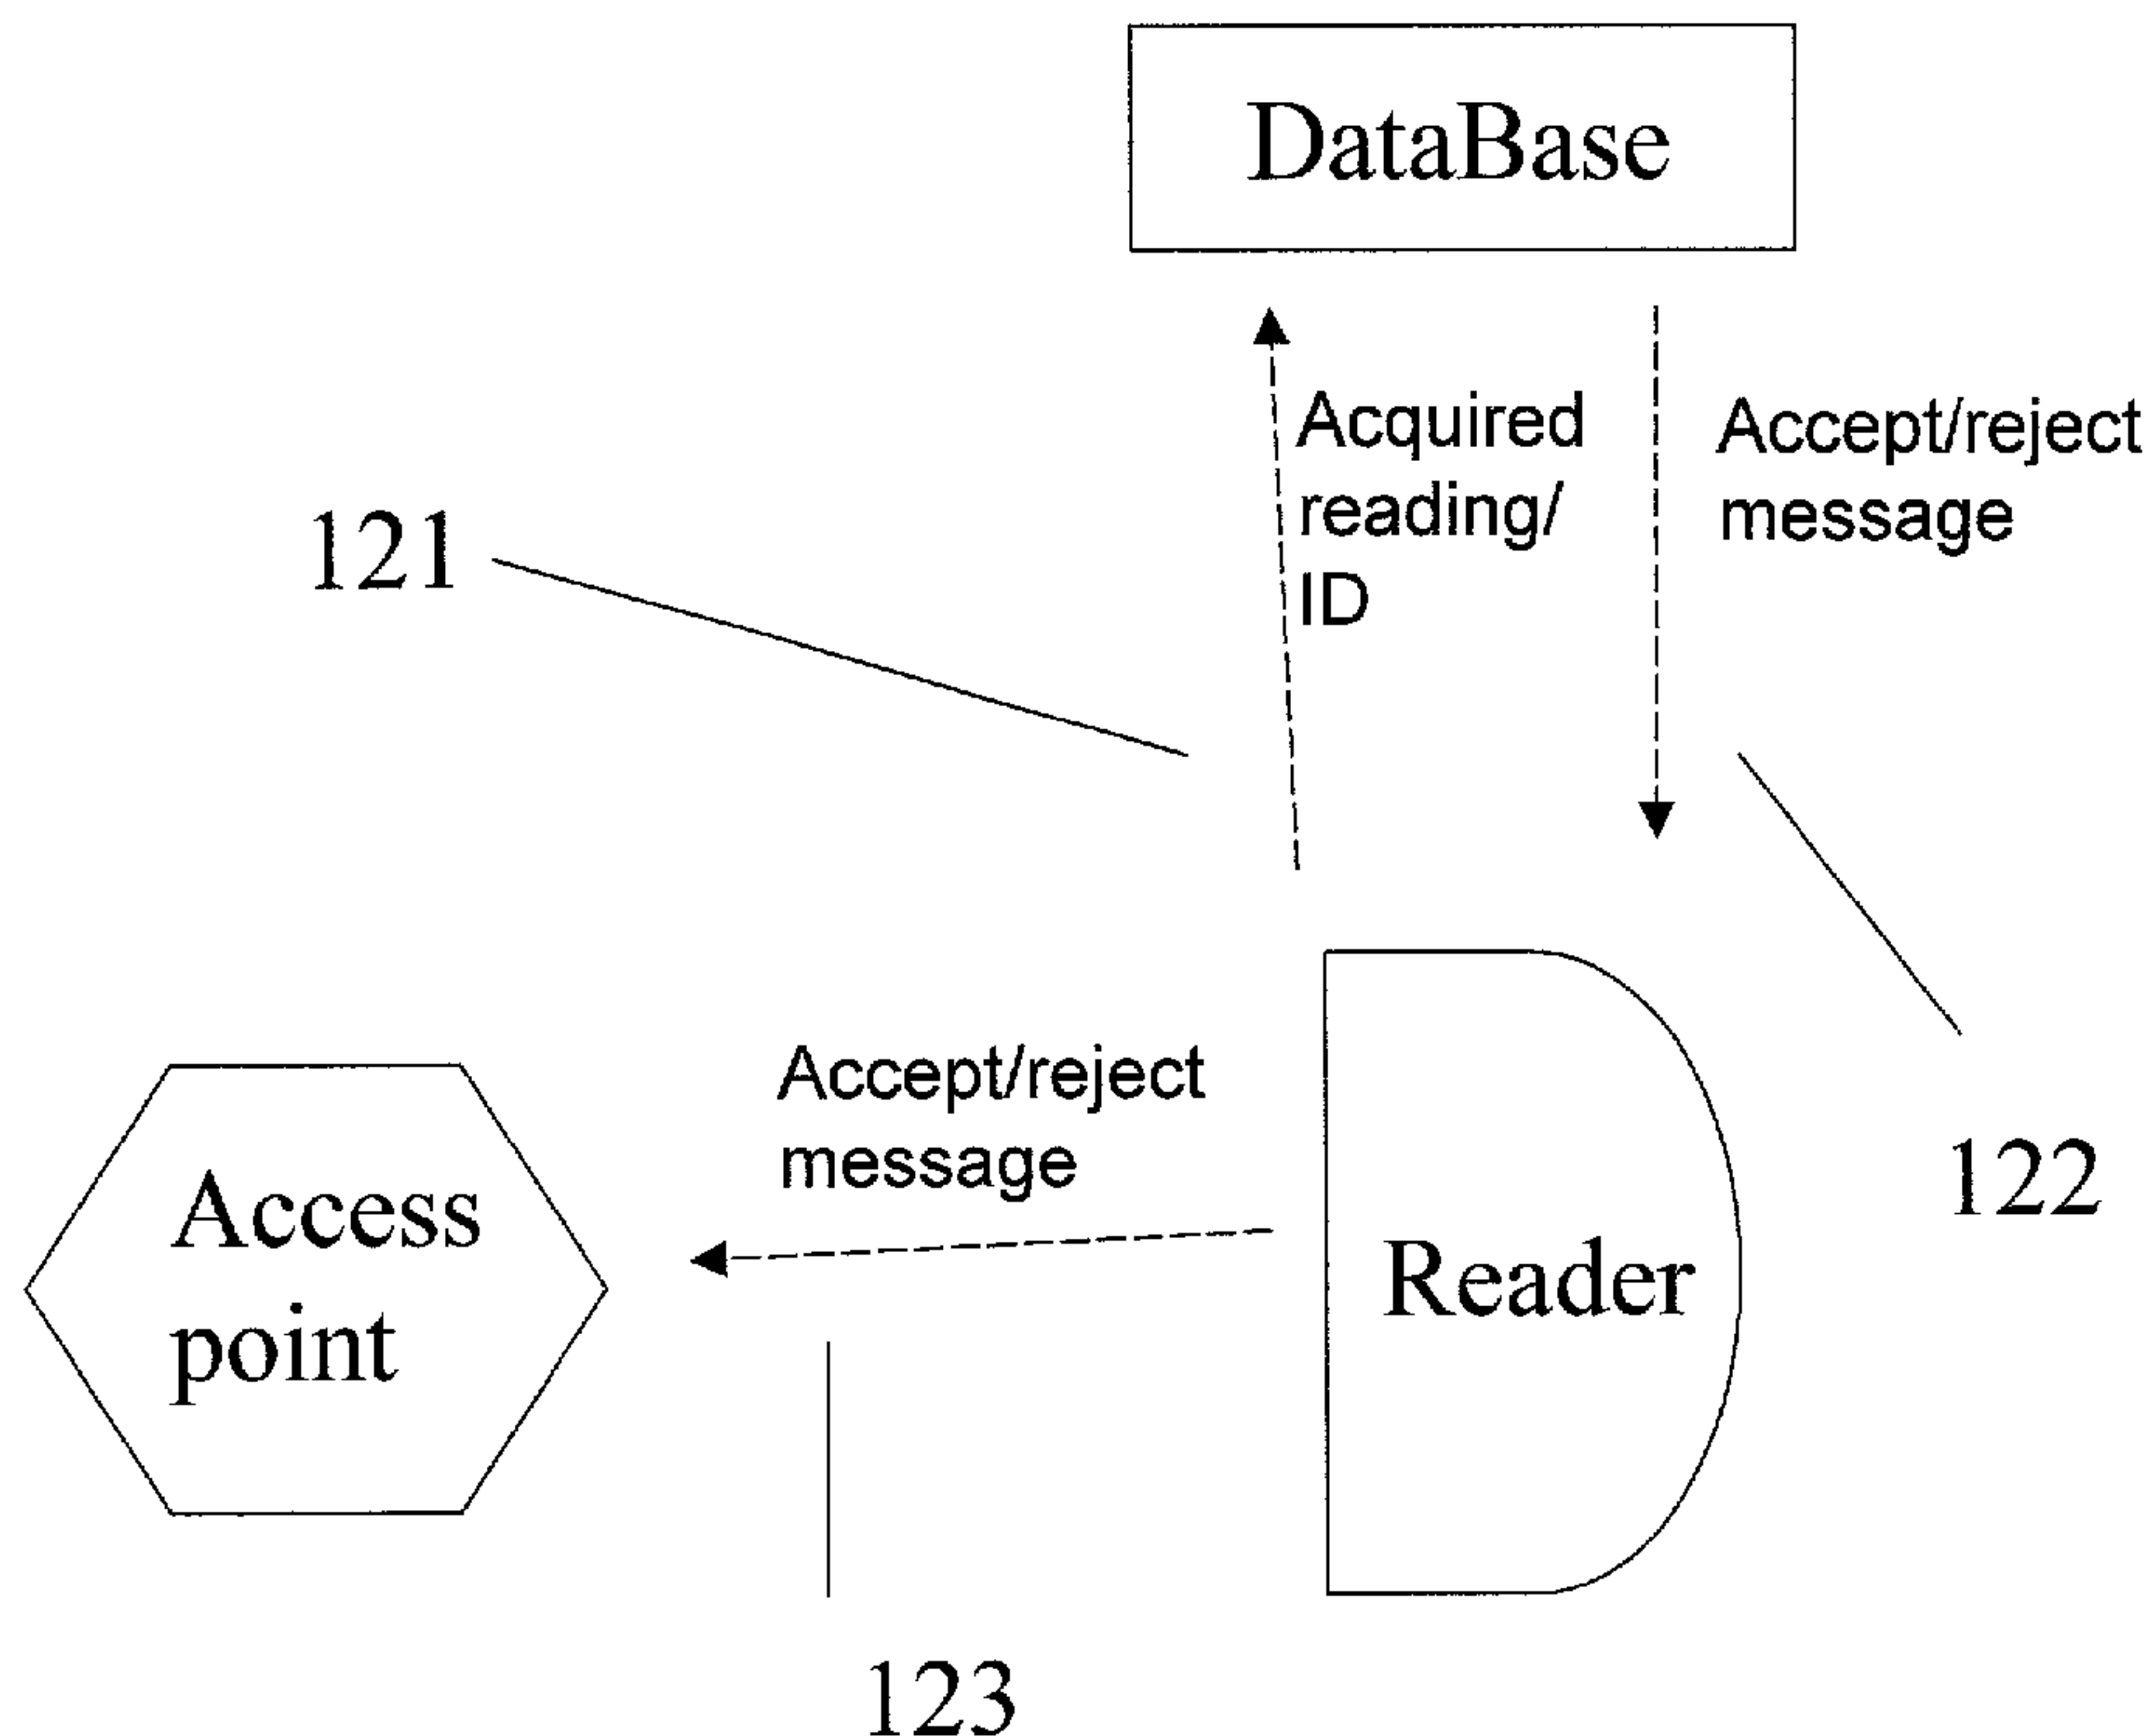 DataBase
Acquired
reading/
ID
Accept/reject
message
121
Accept/reject
message
122
Access
point
Reader
123